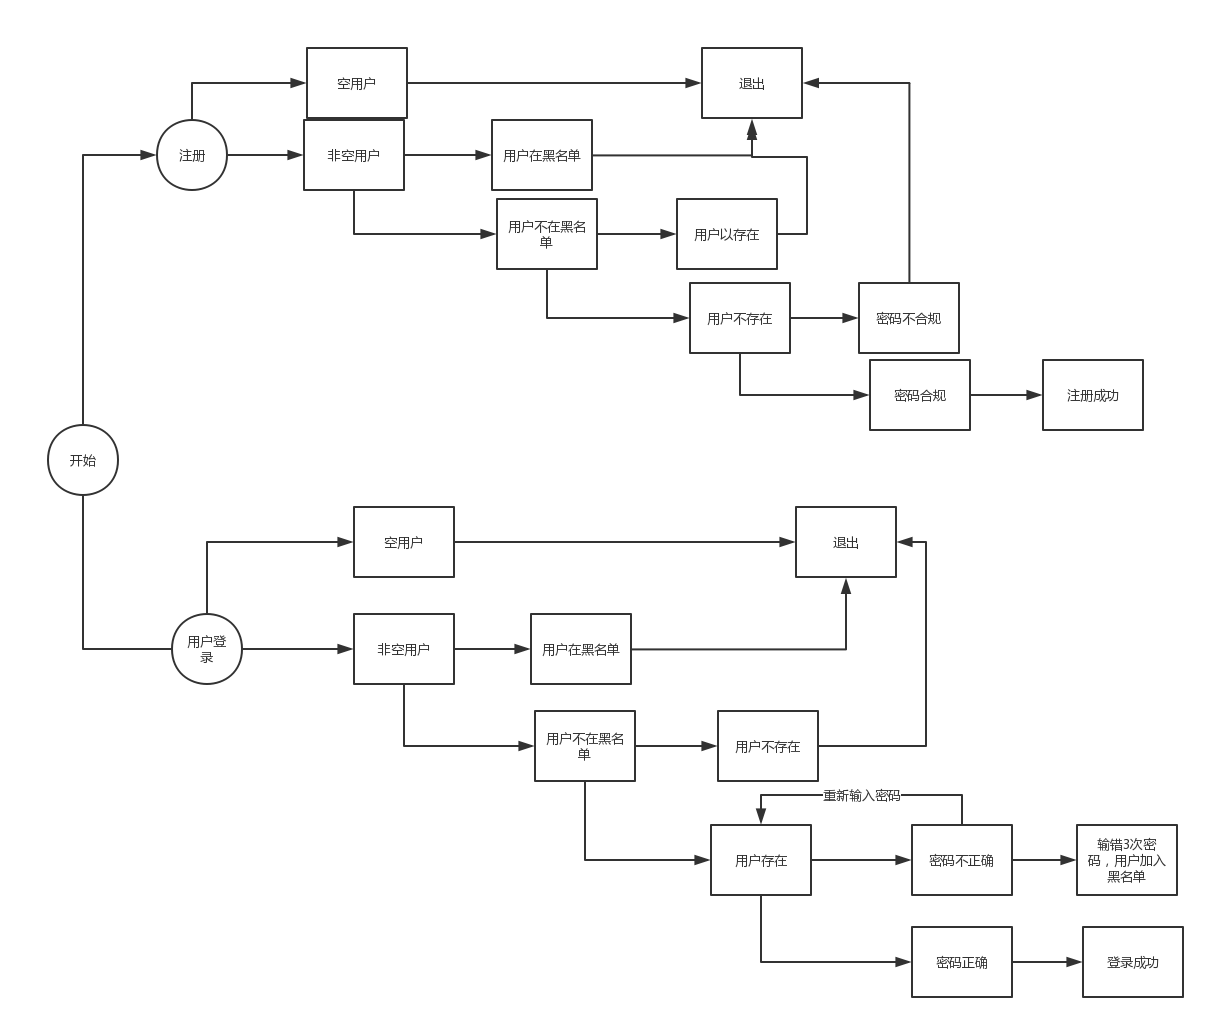 空用户
退出
注册
非空用户
用户在黑名单
用户不在黑名
单
用户以存在
用户不存在
密码不合规
密码合规
注册成功
开始
空用户
退出
用户登
录
非空用户
用户在黑名单
用户不在黑名
单
用户不存在
重新输入密码
用户存在
密码不正确
输错3次密
码，用户加入
黑名单
密码正确
登录成功